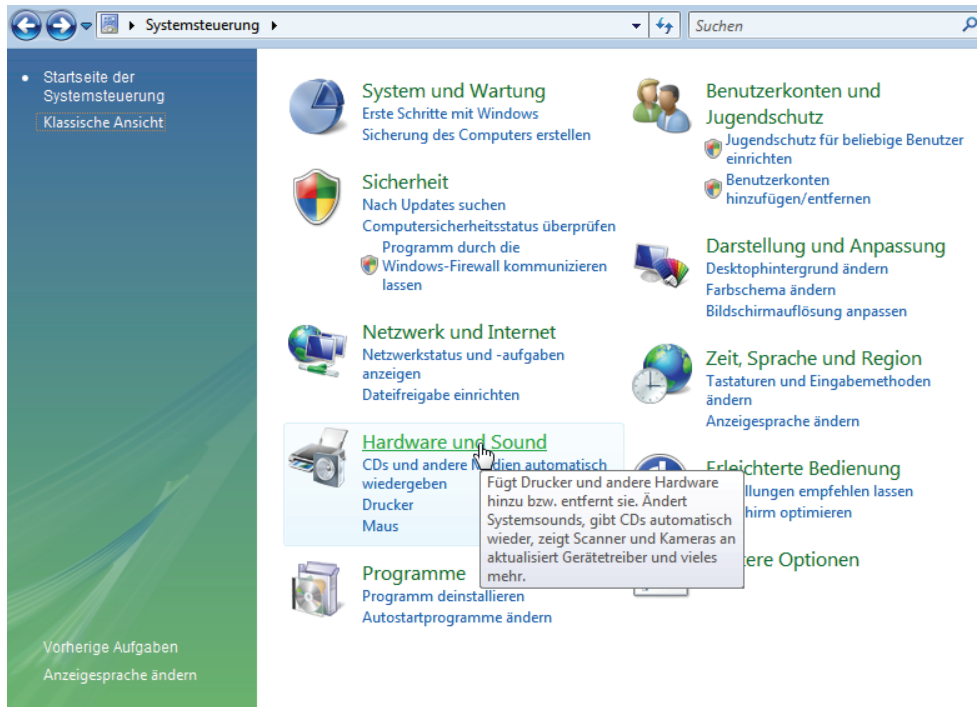 Systemsteuerung
Suchen
Startseite der
Systemsteuerung
Klassische Ansicht
Vorherige Aufgaben
Anzeigesprache ändern
System und Wartung
Erste Schritte mit Windows
Sicherung des Computers erstellen
Sicherheit
Nach Updates suchen
Computersicherheitsstatus überprüfen
Programm durch die
Windows-Firewall kommunizieren
lassen
Netzwerk und Internet
Netzwerkstatus und -aufgaben
anzeigen
Dateifreigabe einrichten
Hardware und Sound
CDs und andere Medien automatisch
wiedergeben
Drucker
Maus
Fügt Drucker und andere Hardware
hinzu bzw. entfernt sie. Ändert
Systemsounds, gibt CDs automatisch
wieder, zeigt Scanner und Kameras an
aktualisiert Gerätetreiber und vieles
mehr.
Programme
Programm deinstallieren
Autostartprogramme ändern
Benutzerkonten und
Jugendschutz
Jugendschutz für beliebige Benutzer
einrichten
Benutzerkonten
hinzufügen/entfernen
Darstellung und Anpassung
Desktophintergrund ändern
Farbschema ändern
Bildschirmauflösung anpassen
Zeit, Sprache und Region
Tastaturen und Eingabemethoden
ändern
Anzeigesprache ändern
Erleichterte Bedienung
empfehlen lassen
optimieren
Optionen